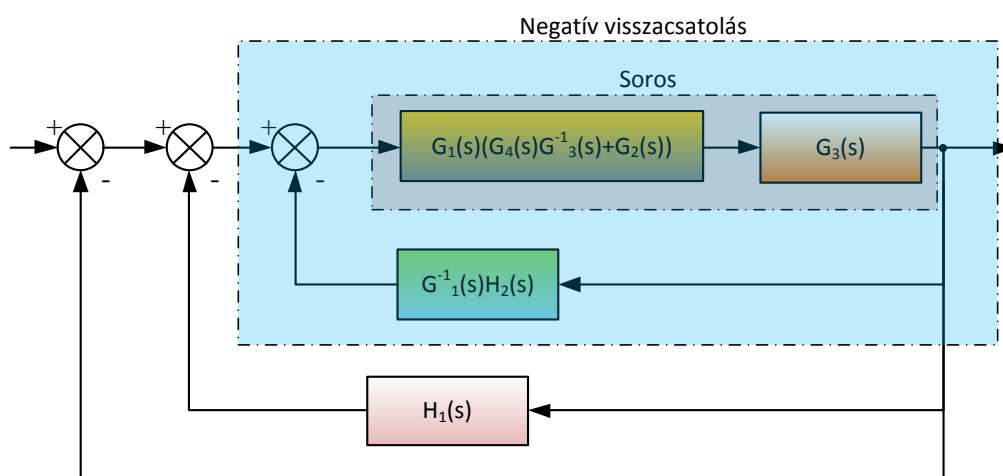 Negatív visszacsatolás
Soros
+
+
+
G₁(s)(G₄(s)G⁻¹₃(s)+G₂(s))
G₃(s)
-
-
-
G⁻¹₁(s)H₂(s)
H₁(s)